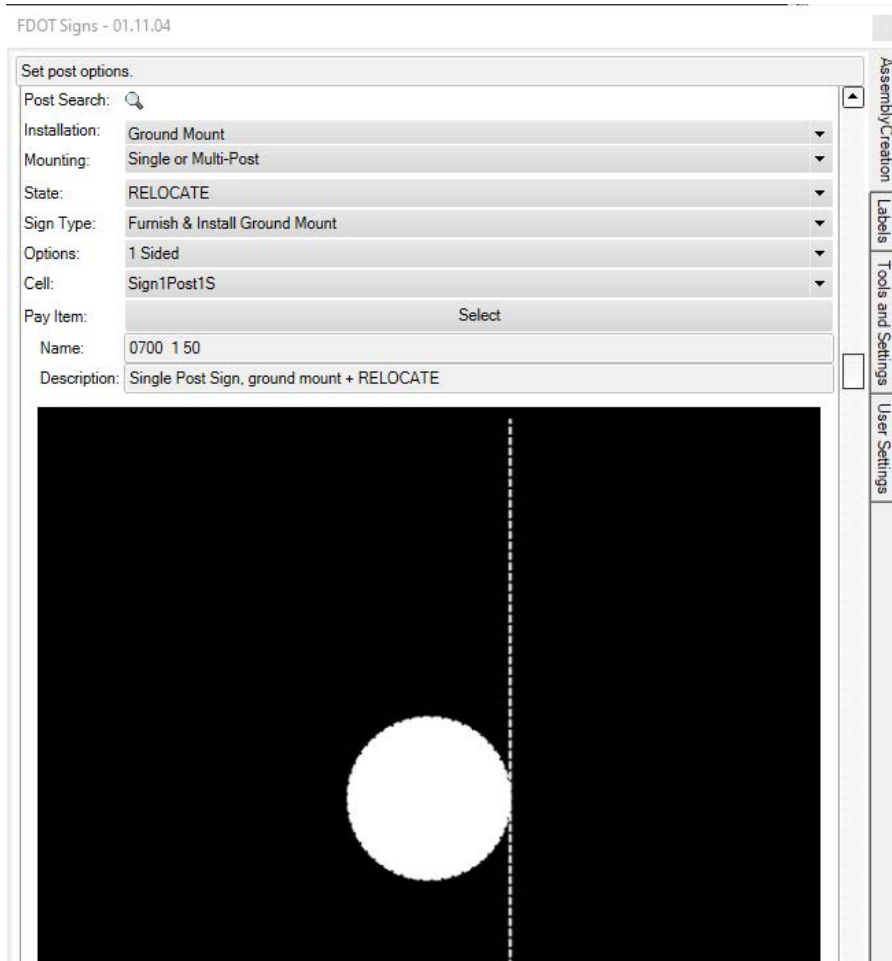 FDOT Signs - 01.11.04
Set post options.
Post Search:
Installation: Ground Mount
Mounting: Single or Multi-Post
State: RELOCATE
Sign Type: Furnish & Install Ground Mount
Options: 1 Sided
Cell: Sign1Post1S
Pay Item: Select
Name: 0700 1 50
Description: Single Post Sign, ground mount + RELOCATE
AssemblyCreation
Labels
Tools and Settings
User Settings